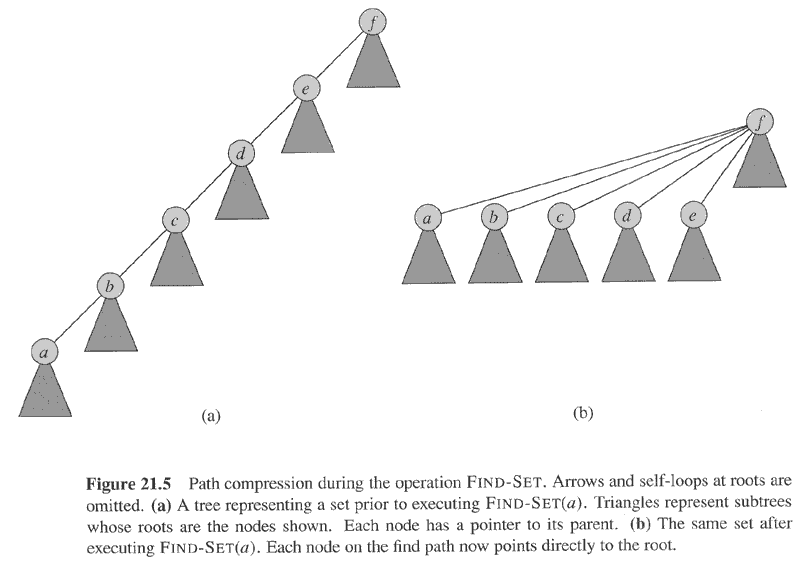 f
e
d
c
b
a
(a)
f
a b c d e
(b)
Figure 21.5 Path compression during the operation FIND-SET. Arrows and self-loops at roots are
omitted. (a) A tree representing a set prior to executing FIND-SET(a). Triangles represent subtrees
whose roots are the nodes shown. Each node has a pointer to its parent. (b) The same set after
executing FIND-SET(a). Each node on the find path now points directly to the root.